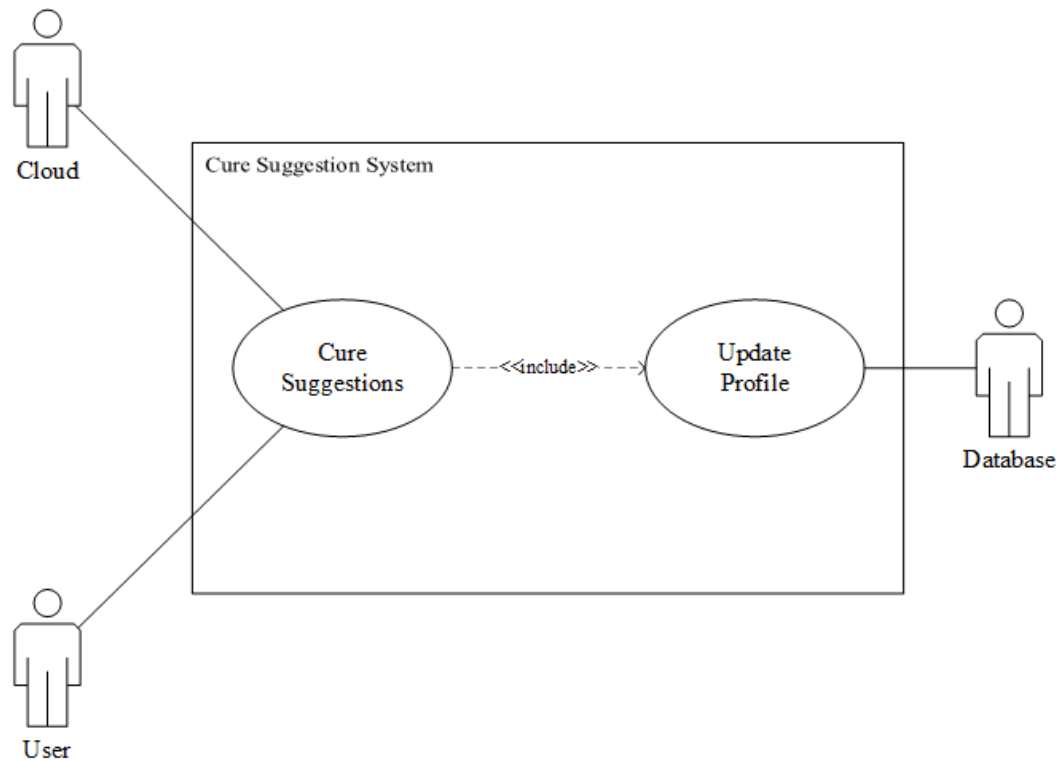 Cloud
Cure Suggestion System
Cure
Suggestions
<<include>>
Update
Profile
Database
User